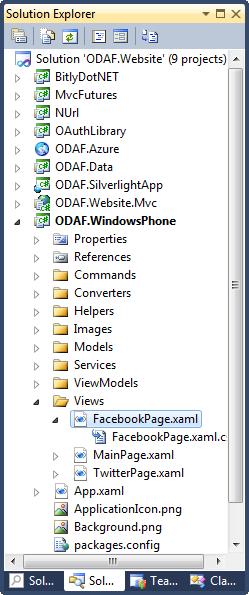 Solution Explorer
Solution 'ODAF.Website' (9 projects)
BitlyDotNET
MvcFutures
NUrl
OAuthLibrary
ODAF.Azure
ODAF.Data
ODAF.SilverlightApp
ODAF.Website.Mvc
ODAF.WindowsPhone
Properties
References
Commands
Converters
Helpers
Images
Models
Services
ViewModels
Views
FacebookPage.xaml
FacebookPage.xaml.c
MainPage.xaml
TwitterPage.xaml
App.xaml
ApplicationIcon.png
Background.png
packages.config
Sol... Sol... Tea... Cla...